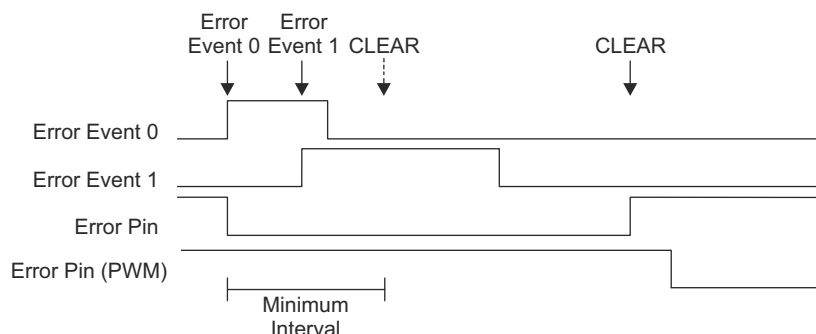 Error Event 0
Error Event 1
CLEAR
CLEAR
Error Event 0
Error Event 1
Error Pin
Error Pin (PWM)
Minimum
Interval